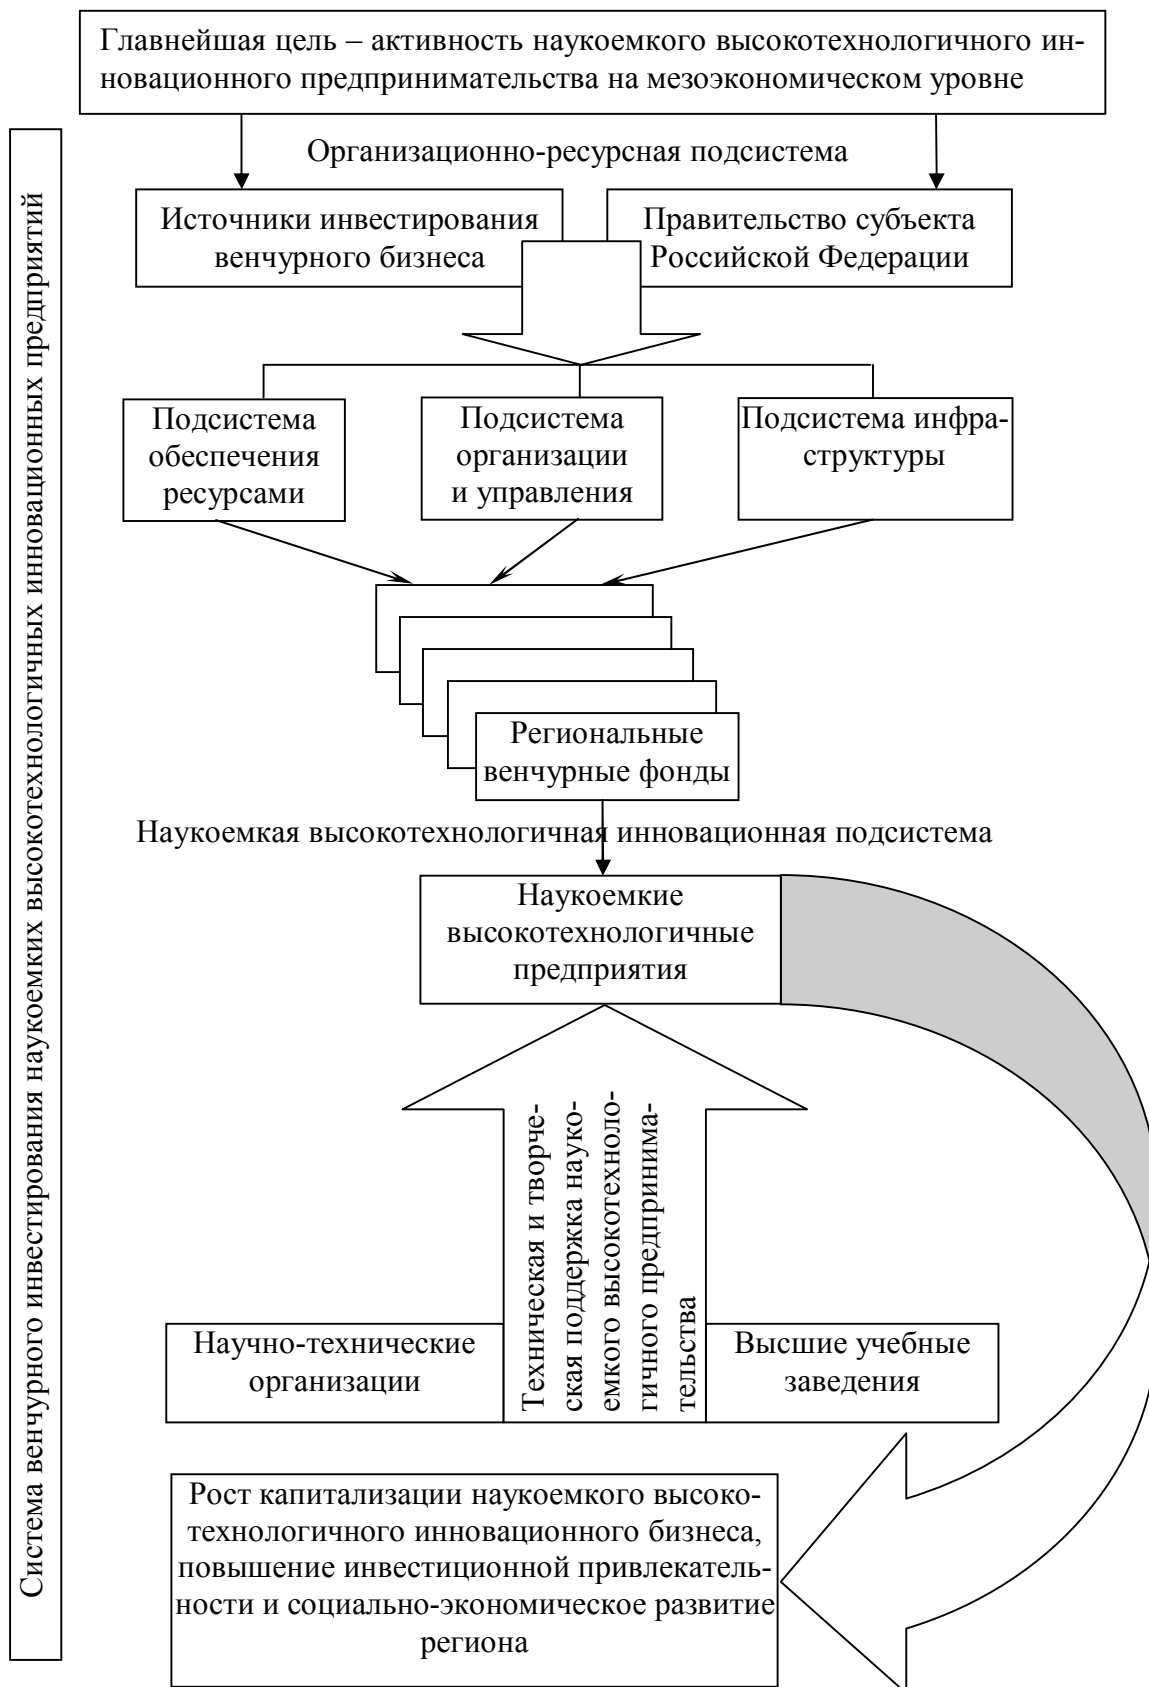 Главнейшая цель – активность наукоемкого высокотехнологичного ин-
новационного предпринимательства на мезоэкономическом уровне
Система венчурного инвестирования наукоемких высокотехнологичных инновационных предприятий
Организационно-ресурсная подсистема
Источники инвестирования
венчурного бизнеса
Правительство субъекта
Российской Федерации
Подсистема
обеспечения
ресурсами
Подсистема
организации
и управления
Подсистема инфра-
структуры
Региональные
венчурные фонды
Наукоемкая высокотехнологичная инновационная подсистема
Наукоемкие
высокотехнологичные
предприятия
Техническая и творче-
ская поддержка науко-
емкого высокотехноло-
гичного предпринима-
тельства
Научно-технические
организации
Высшие учебные
заведения
Рост капитализации наукоемкого высоко-
технологичного инновационного бизнеса,
повышение инвестиционной привлекатель-
ности и социально-экономическое развитие
региона